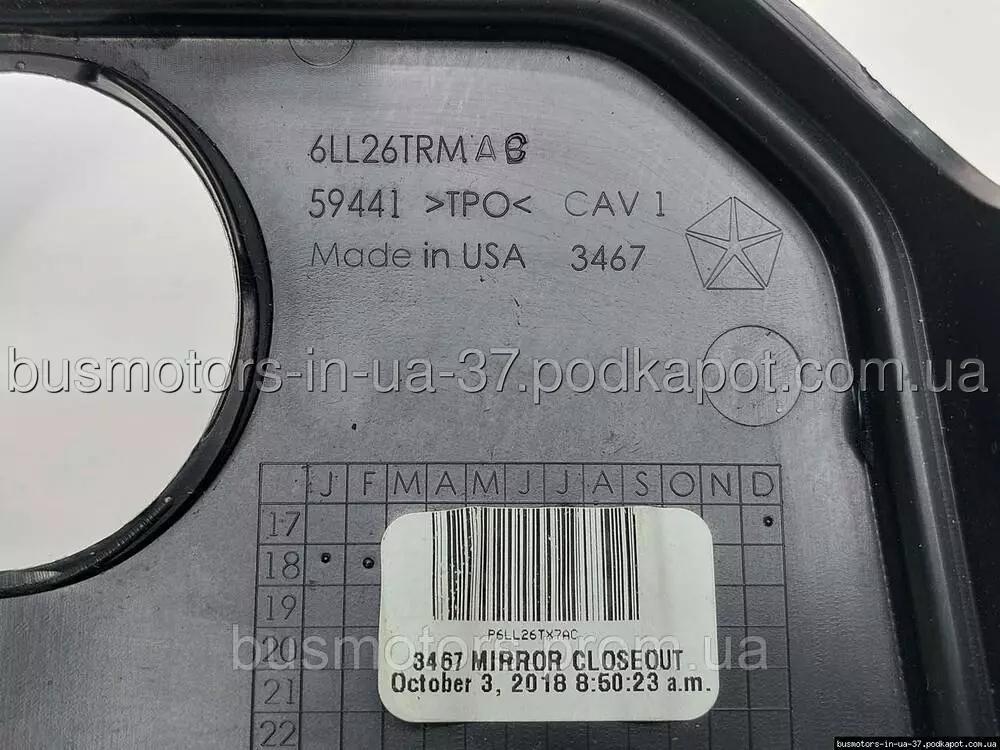 6LL26TRMAC
59441 >TPO< CAV 1
Made in USA 3467
busmotors-in-ua-37.podkapot.com.ua
J F M A M J J A S O N D
17
18
19
20
21
22
P6LL26TX7AC
3467 MIRROR CLOSEOUT
October 3, 2018 8:50:23 a.m.
busmotors.prom.ua
busmotors-in-ua-37.podkapot.com.ua